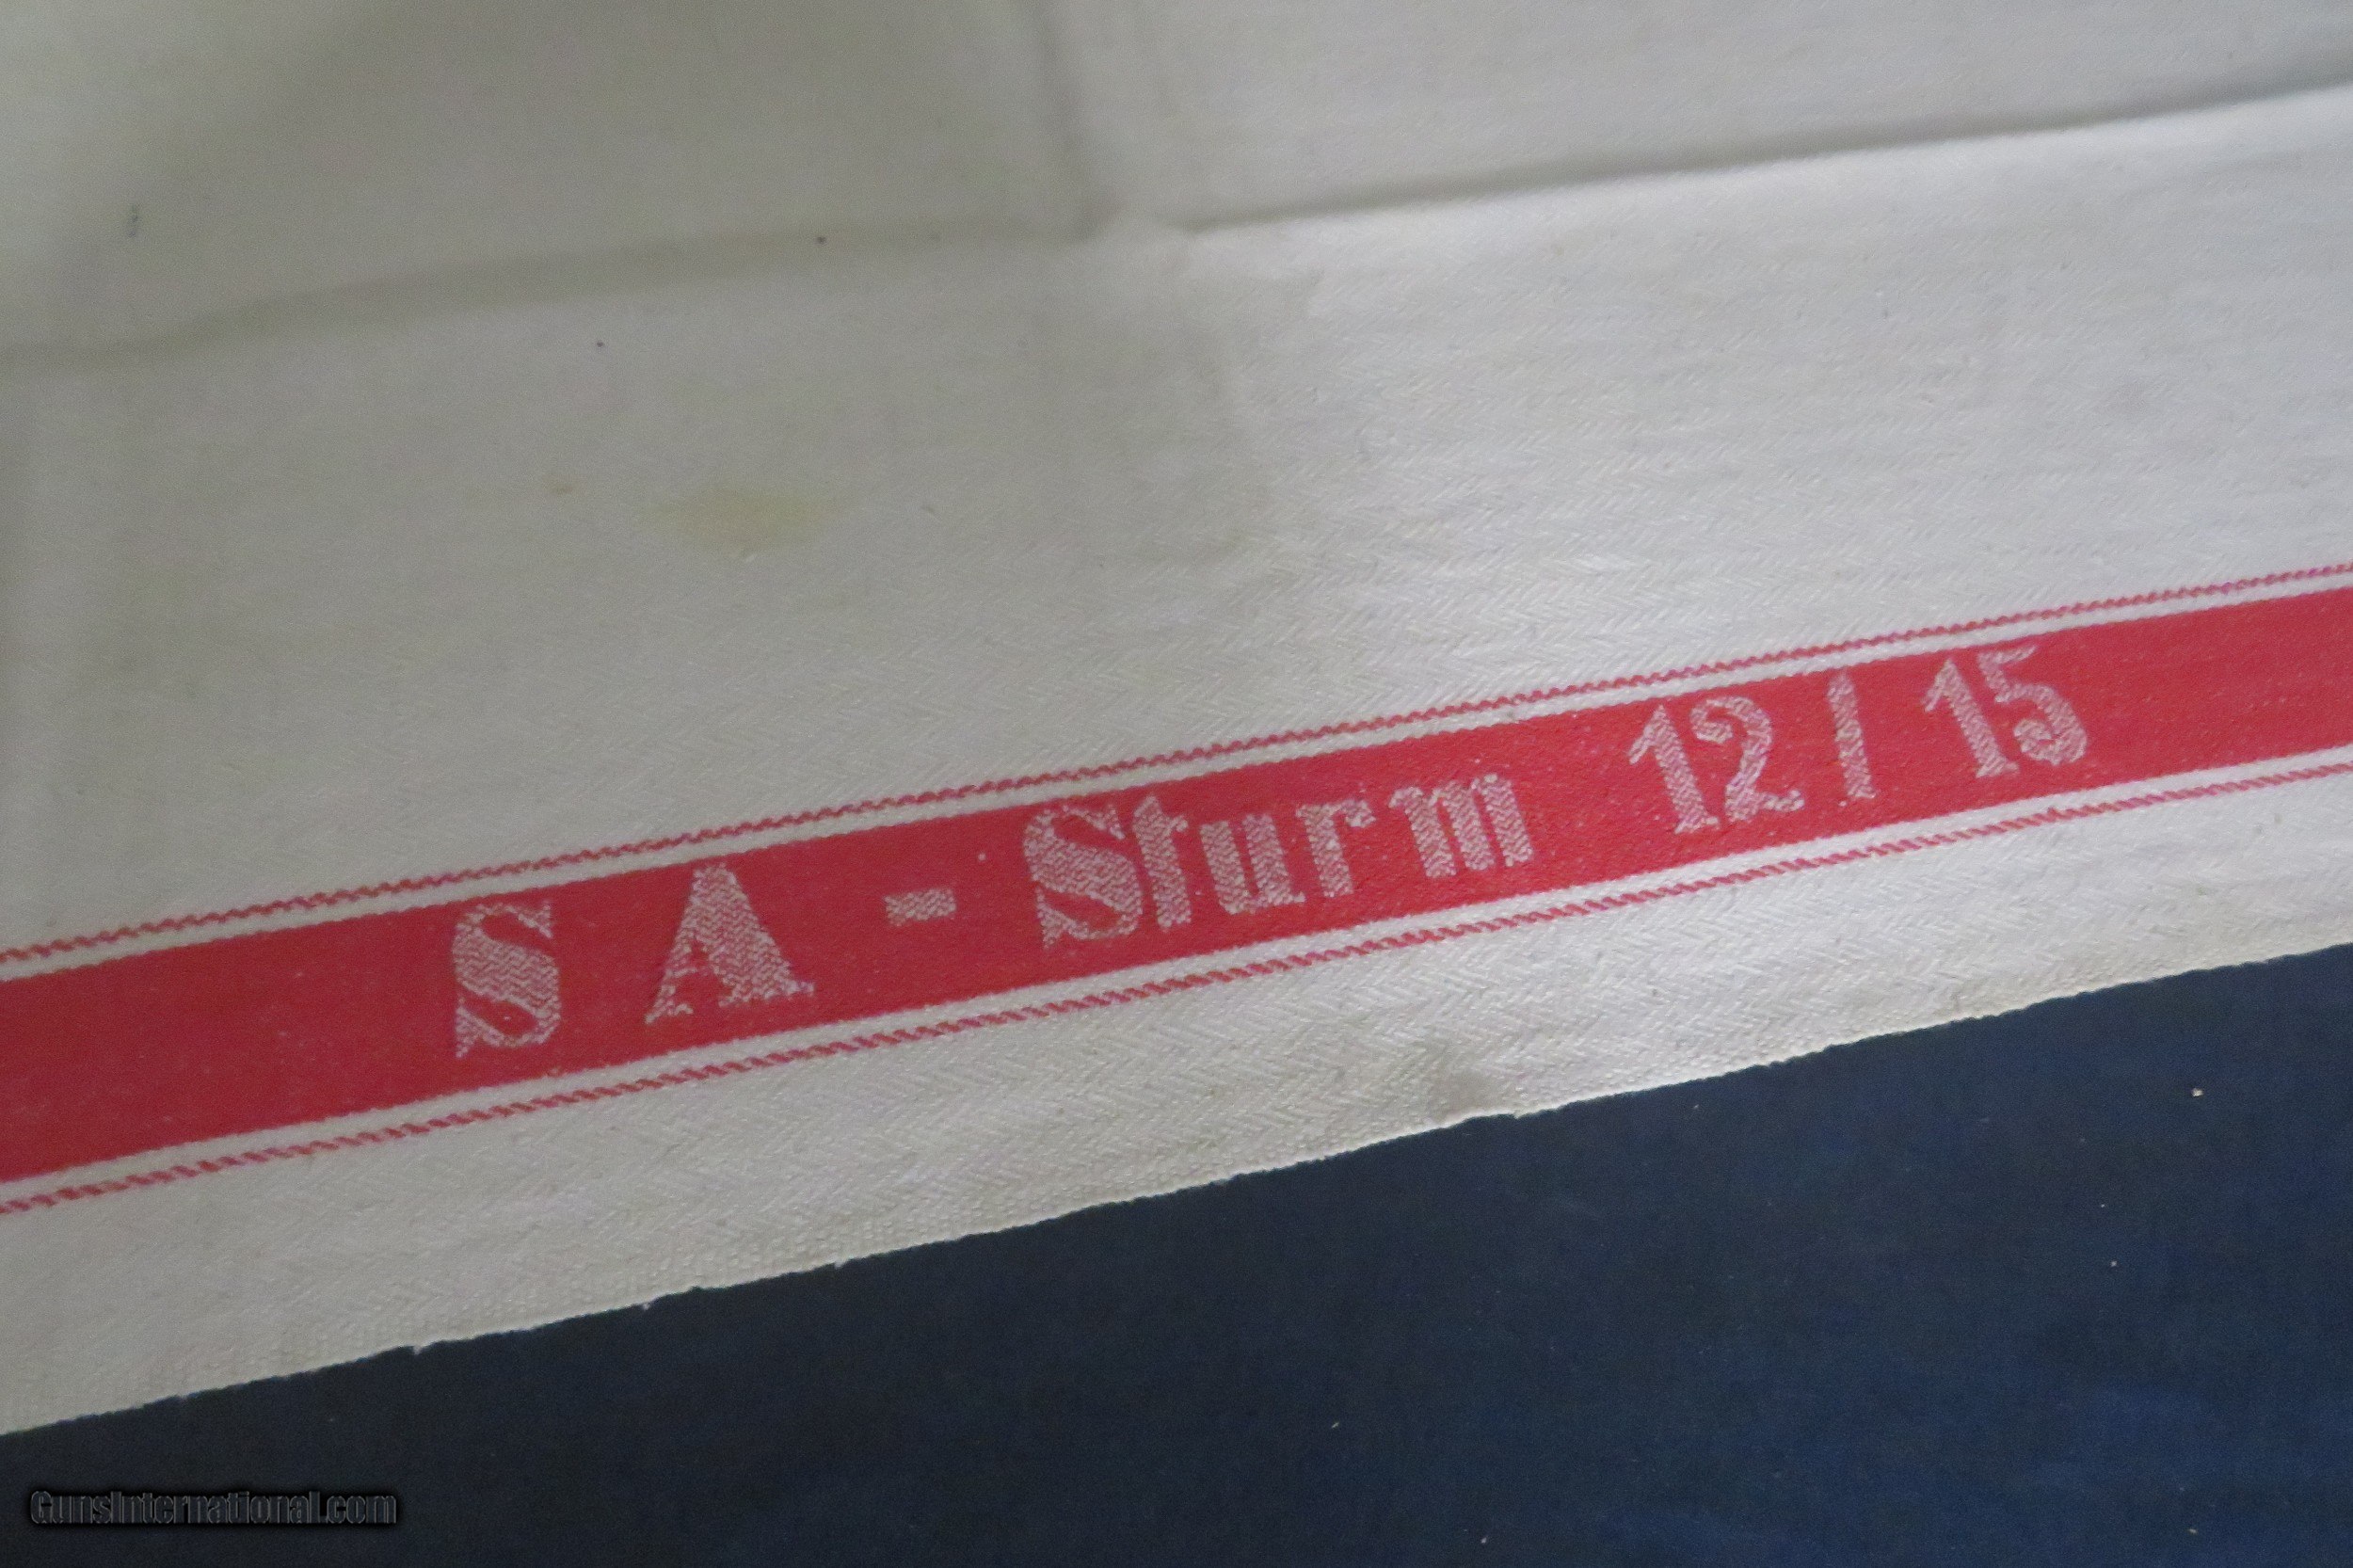 SA - Sturm 12/15
GunsInternational.com